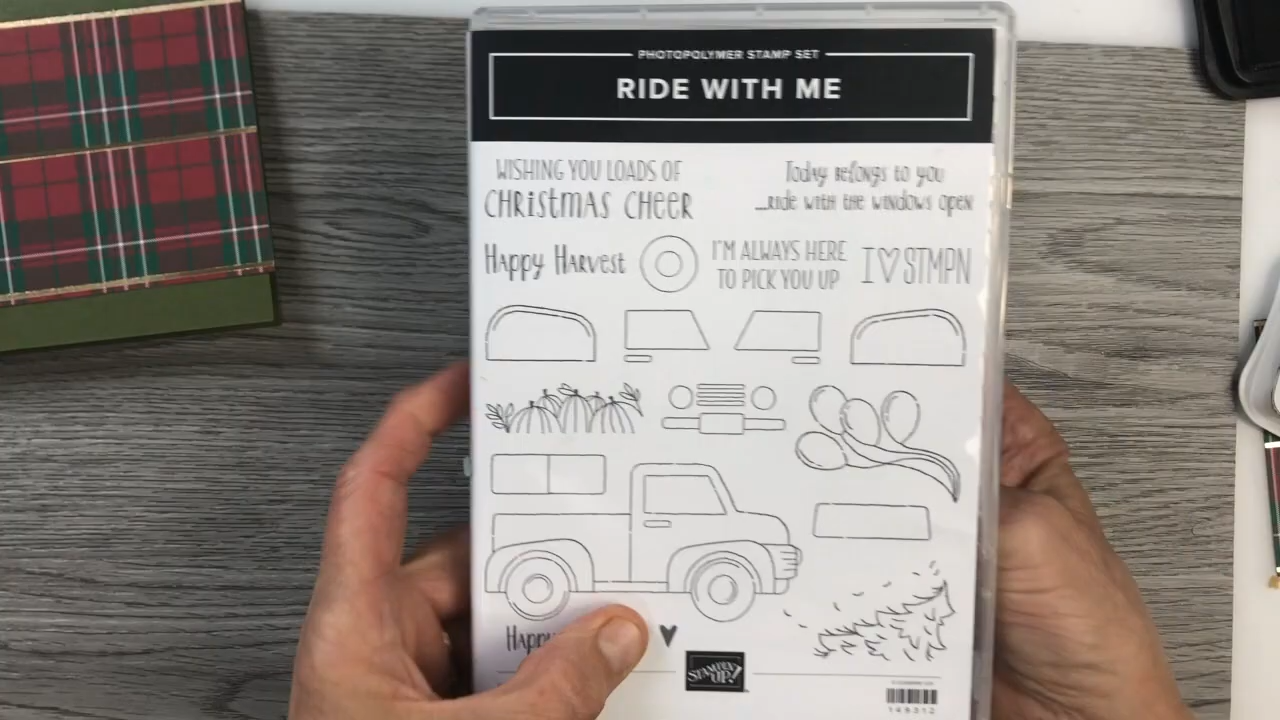 PHOTOPOLYMER STAMP SET
RIDE WITH ME
WISHING YOU LOADS OF
CHRISTMAS CHEER
Today belongs to you
...ride with the windows open
Happy Harvest
I'M ALWAYS HERE
TO PICK YOU UP
I ♡ STMPN
Happy
STAMPIN' UP!
149312